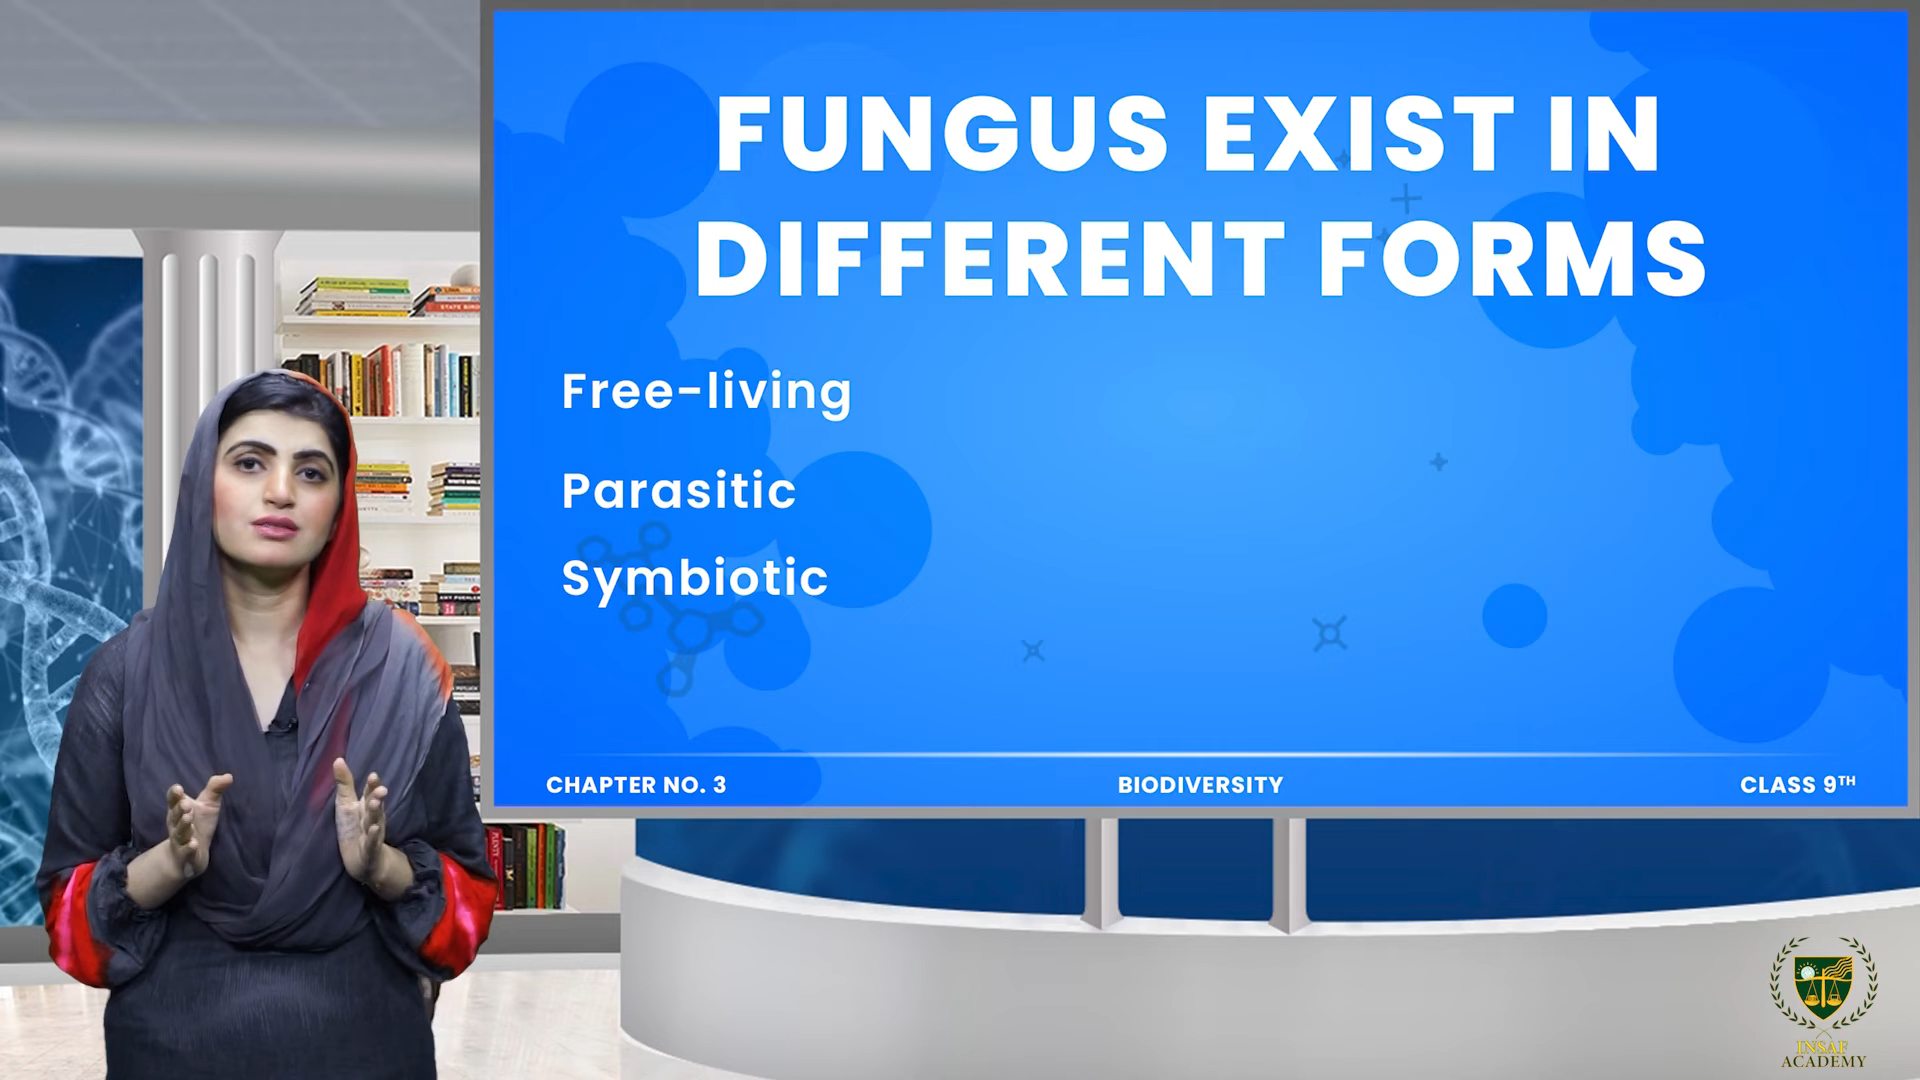 FUNGUS EXIST IN
DIFFERENT FORMS
Free-living
Parasitic
Symbiotic
CHAPTER NO. 3
BIODIVERSITY
CLASS 9TH
INSAF
ACADEMY